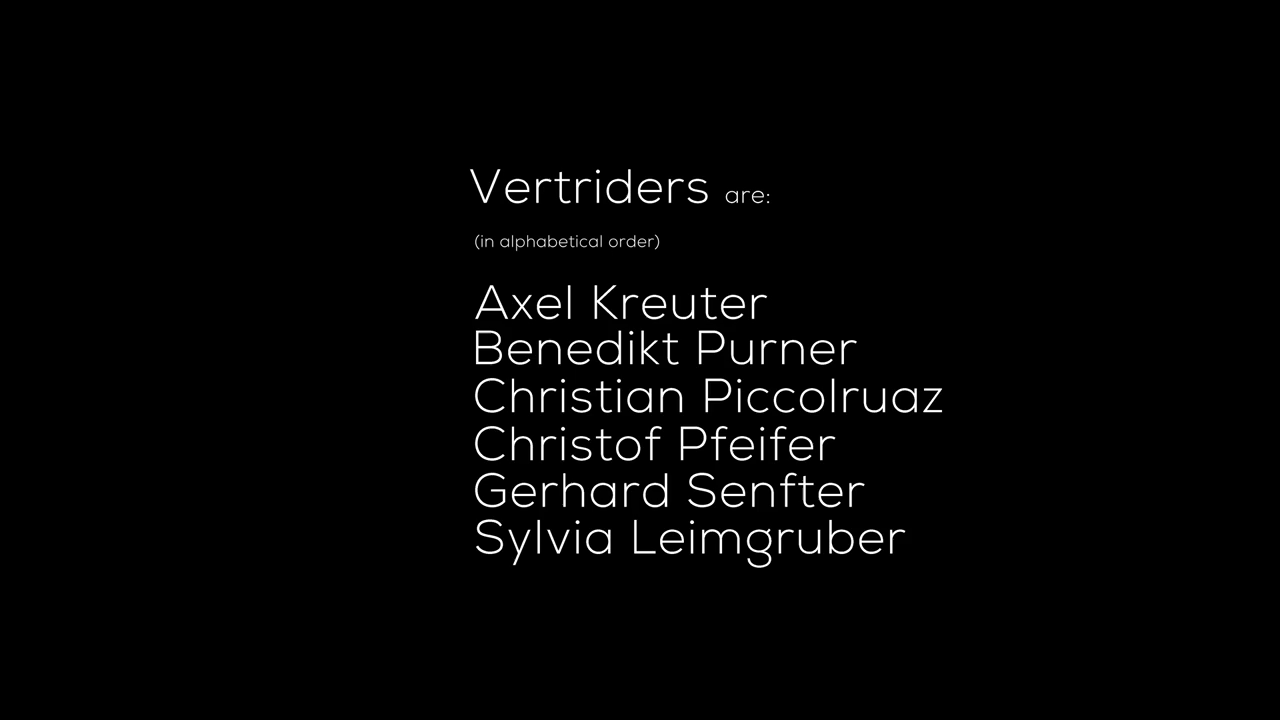 Vertriders are:
(in alphabetical order)
Axel Kreuter
Benedikt Purner
Christian Piccolruaz
Christof Pfeifer
Gerhard Senfter
Sylvia Leimgruber